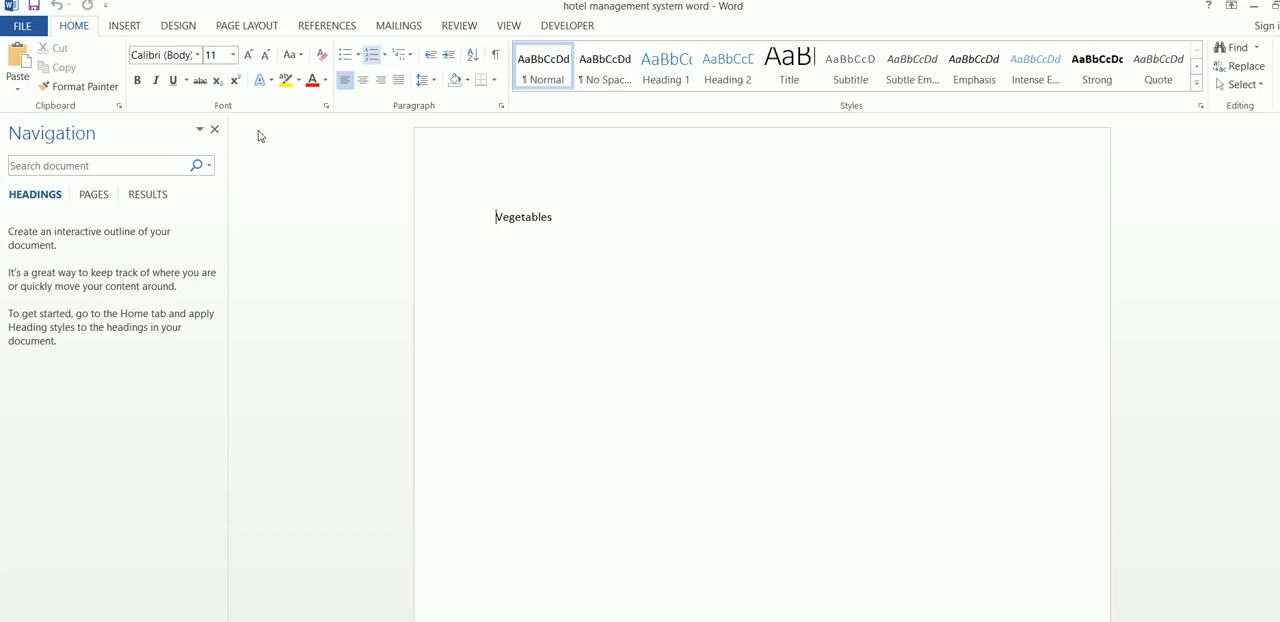 hotel management system word - Word
?
FILE HOME INSERT DESIGN PAGE LAYOUT REFERENCES MAILINGS REVIEW VIEW DEVELOPER
Paste
Cut
Copy
Format Painter
Clipboard
Calibri (Body) 11
Aa
B I U abc X₂ X² A ab A
Font
Paragraph
AaBbCcDd AaBbCcDd AaBbCc AaBbCcC AaBl AaBbCcD AaBbCcDd AaBbCcDd AaBbCcDd AaBbCcDc AaBbCcDd
¶ Normal ¶ No Spac... Heading 1 Heading 2 Title Subtitle Subtle Em... Emphasis Intense E... Strong Quote
Styles
Find
Replace
Select
Editing
Navigation
Search document
HEADINGS PAGES RESULTS
Create an interactive outline of your
document.
It's a great way to keep track of where you are
or quickly move your content around.
To get started, go to the Home tab and apply
Heading styles to the headings in your
document.
Vegetables